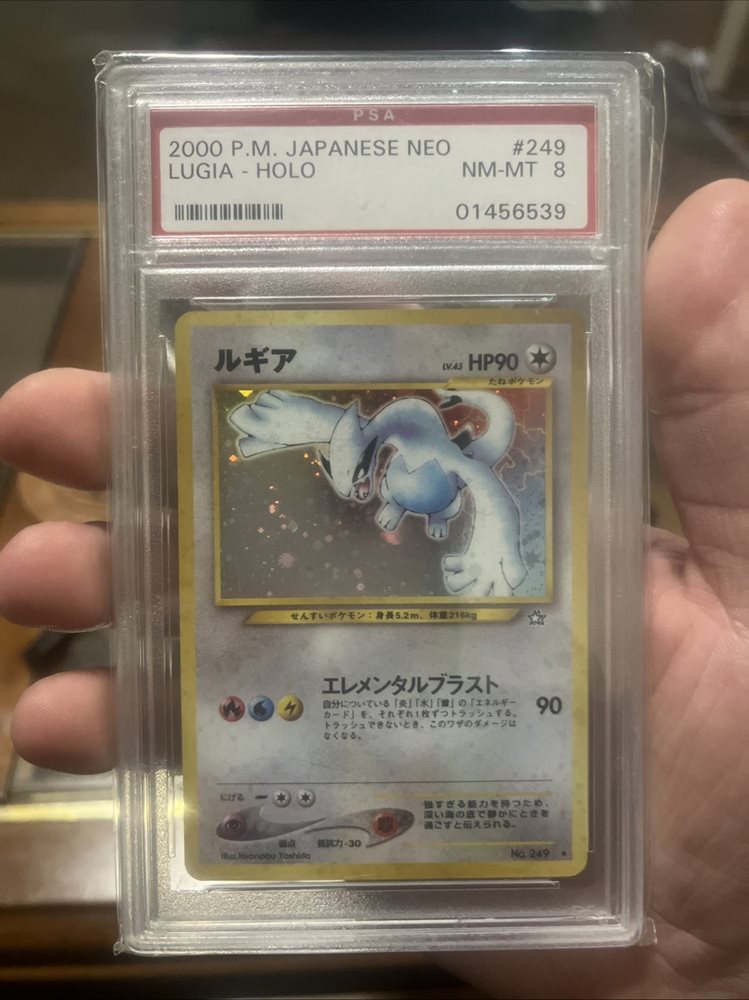 PSA
2000 P.M. JAPANESE NEO #249
LUGIA - HOLO NM-MT 8
01456539
ルギア LV.45 HP90
たねポケモン
せんすいポケモン：身長5.2m、体重216kg
エレメンタルブラスト 90
自分についている「炎」「水」「雷」の「エネルギー
カード」を、それぞれ1枚ずつトラッシュする。
トラッシュできないとき、このワザのダメージは
なくなる。
にげる
弱点 抵抗力-30
強すぎる能力を持つため、
深い海の底で静かにときを
過ごすと伝えられる。
Illus.Hironobu Yoshida
No.249 ★